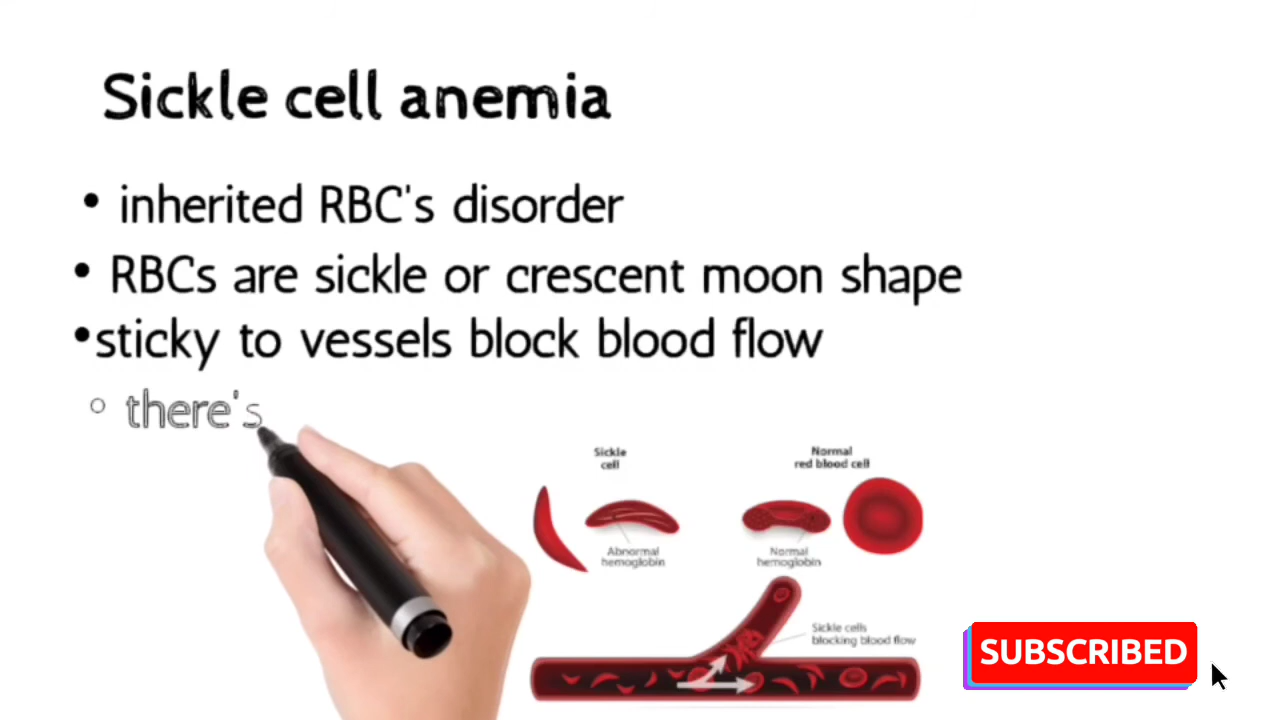 Sickle cell anemia
• inherited RBC's disorder
• RBCs are sickle or crescent moon shape
•sticky to vessels block blood flow
○ there's
Sickle
cell
Normal
red blood cell
Abnormal
hemoglobin
Normal
hemoglobin
Sickle cells
blocking blood flow
SUBSCRIBED